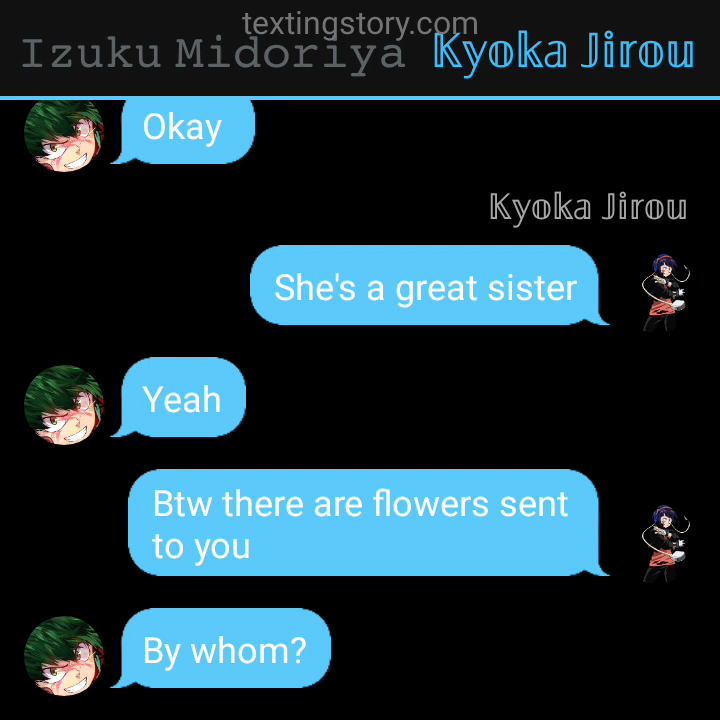 textingstory.com
Izuku Midoriya Kyoka Jirou
Okay
Kyoka Jirou
She's a great sister
Yeah
Btw there are flowers sent
to you
By whom?